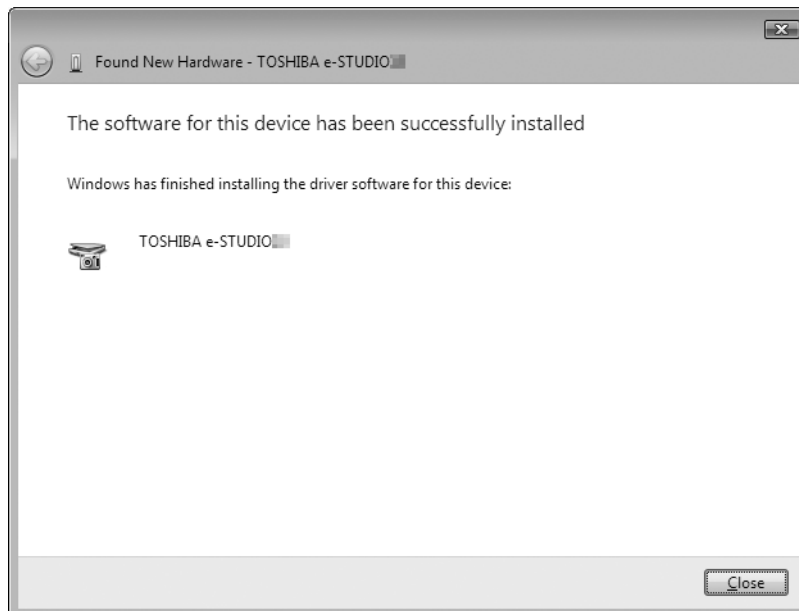 Found New Hardware - TOSHIBA e-STUDIO
The software for this device has been successfully installed
Windows has finished installing the driver software for this device:
TOSHIBA e-STUDIO
Close